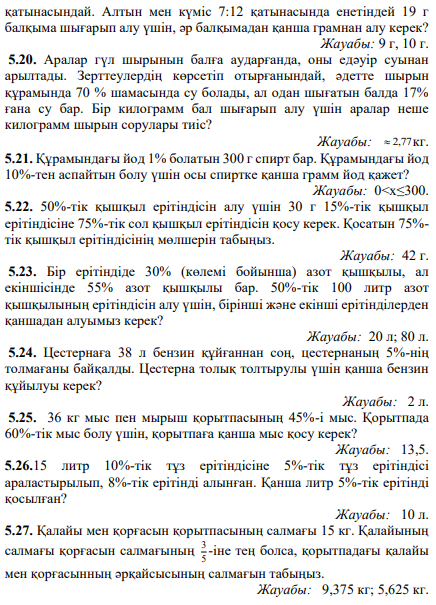 қатынасындай. Алтын мен күміс 7:12 қатынасында енетіндей 19 г
балқыма шығарып алу үшін, әр балқымадан қанша грамнан алу керек?
Жауабы: 9 г, 10 г.
5.20. Аралар гүл шырынын балға аударғанда, оны едәуір суынан
арылтады. Зерттеулердің көрсетіп отырғанындай, әдетте шырын
құрамында 70 % шамасында су болады, ал одан шығатын балда 17%
ғана су бар. Бір килограмм бал шығарып алу үшін аралар неше
килограмм шырын сорулары тиіс?
Жауабы: ≈2,77кг.
5.21. Құрамындағы йод 1% болатын 300 г спирт бар. Құрамындағы йод
10%-тен аспайтын болу үшін осы спиртке қанша грамм йод қажет?
Жауабы: 0<x≤300.
5.22. 50%-тік қышқыл ерітіндісін алу үшін 30 г 15%-тік қышқыл
ерітіндісіне 75%-тік сол қышқыл ерітіндісін қосу керек. Қосатын 75%-
тік қышқыл ерітіндісінің мөлшерін табыңыз.
Жауабы: 42 г.
5.23. Бір ерітіндіде 30% (көлемі бойынша) азот қышқылы, ал
екіншісінде 55% азот қышқылы бар. 50%-тік 100 литр азот
қышқылының ерітіндісін алу үшін, бірінші және екінші ерітінділерден
қаншадан алуымыз керек?
Жауабы: 20 л; 80 л.
5.24. Цестернаға 38 л бензин құйғаннан соң, цестернаның 5%-нің
толмағаны байқалды. Цестерна толық толтырылу үшін қанша бензин
құйылуы керек?
Жауабы: 2 л.
5.25. 36 кг мыс пен мырыш қорытпасының 45%-і мыс. Қорытпада
60%-тік мыс болу үшін, қорытпаға қанша мыс қосу керек?
Жауабы: 13,5.
5.26.15 литр 10%-тік тұз ерітіндісіне 5%-тік тұз ерітіндісі
араластырылып, 8%-тік ерітінді алынған. Қанша литр 5%-тік ерітінді
қосылған?
Жауабы: 10 л.
5.27. Қалайы мен қорғасын қорытпасының салмағы 15 кг. Қалайының
салмағы қорғасын салмағының 3/5-іне тең болса, қорытпадағы қалайы
мен қорғасынның әрқайсысының салмағын табыңыз.
Жауабы: 9,375 кг; 5,625 кг.